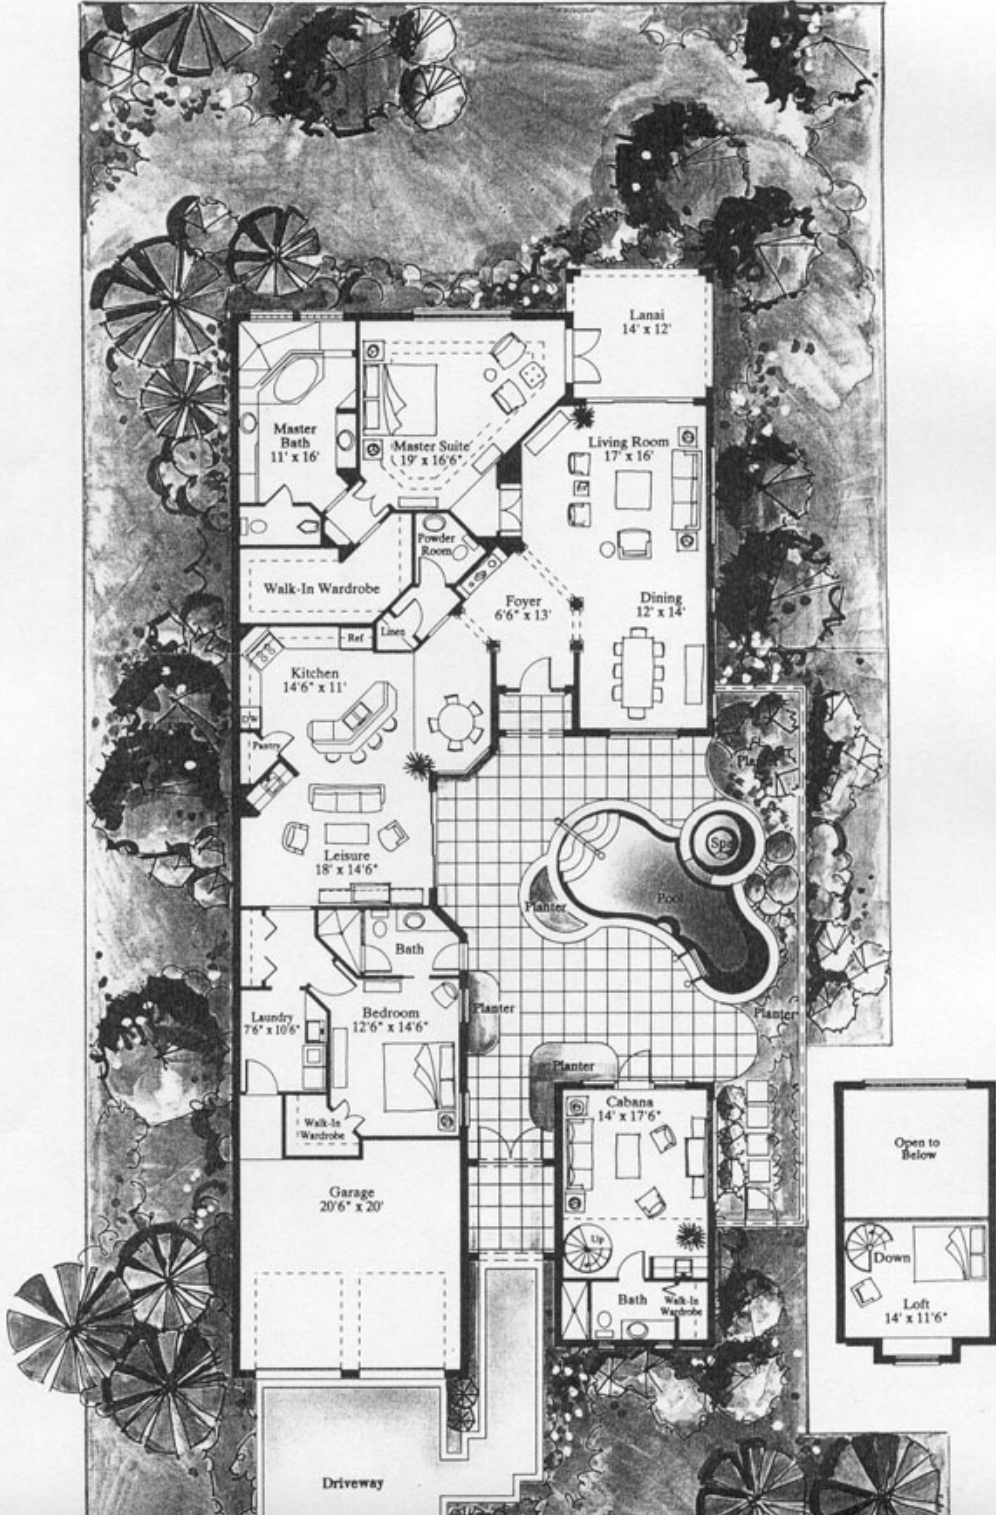 Lanai
14' x 12'
Master
Bath
11' x 16'
Master Suite
19' x 16'6"
Living Room
17' x 16'
Powder
Room
Walk-In Wardrobe
Foyer
6'6" x 13'
Dining
12' x 14'
Linen
Ref
Kitchen
14'6" x 11'
DW
Pantry
Planter
Spa
Leisure
18' x 14'6"
Pool
Planter
Bath
Laundry
7'6" x 10'6"
Bedroom
12'6" x 14'6"
Planter
Planter
Planter
Walk-In
Wardrobe
Cabana
14' x 17'6"
Open to
Below
Garage
20'6" x 20'
Up
Down
Bath
Walk-In
Wardrobe
Loft
14' x 11'6"
Driveway